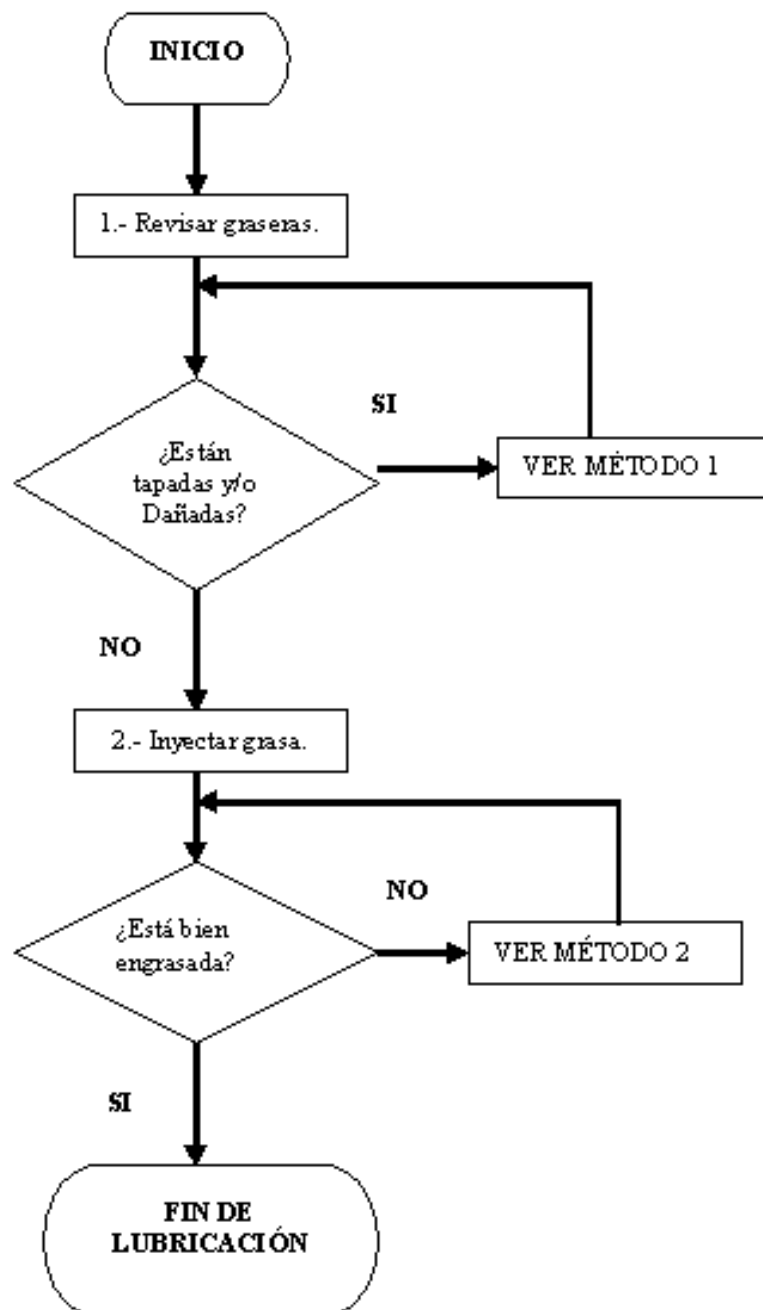 INICIO
1.- Revisar graseras.
SI
¿Están
tapadas y/o
Dañadas?
VER MÉTODO 1
NO
2.- Inyectar grasa.
NO
¿Está bien
engrasada?
VER MÉTODO 2
SI
FIN DE
LUBRICACIÓN